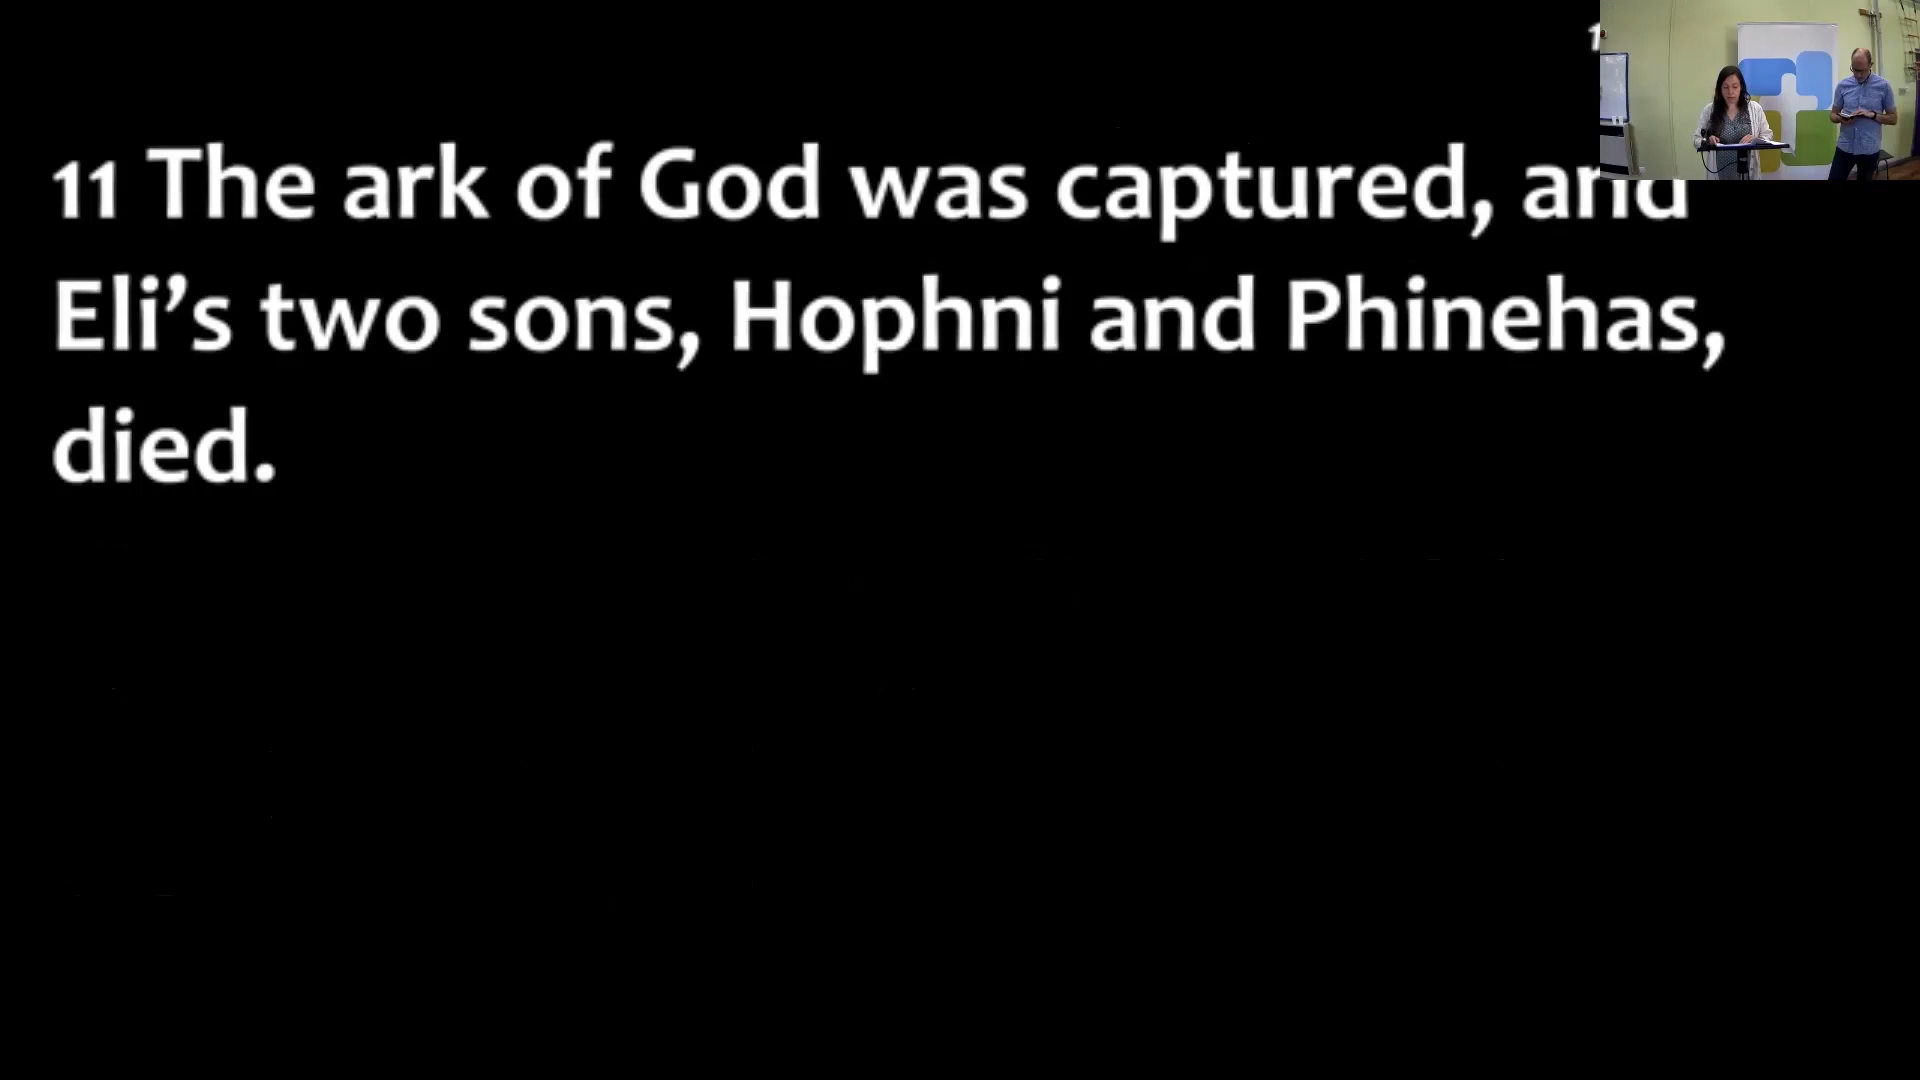 11 The ark of God was captured, and
Eli’s two sons, Hophni and Phinehas,
died.